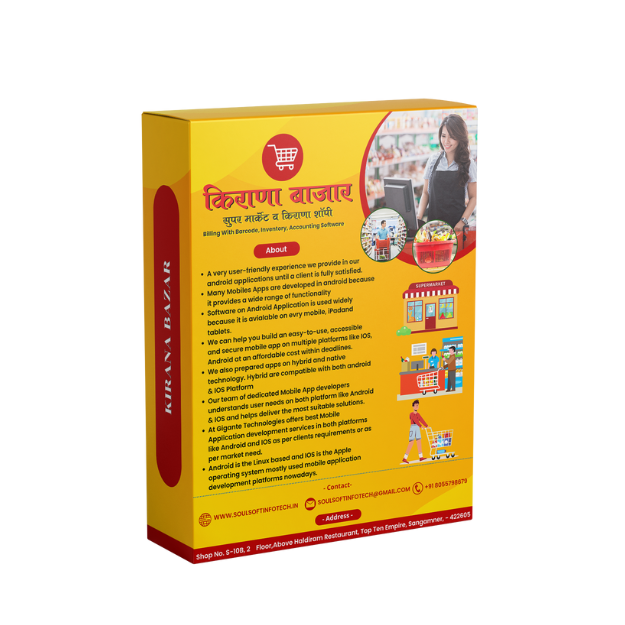 KIRANA BAZAR
किराणा बाजार
सुपर मार्केट व किराणा शॉपी
Billing With Barcode, Inventory, Accounting Software
About
• A very user-friendly experience we provide in our
android applications until a client is fully satisfied.
• Many Mobiles Apps are developed in android because
it provides a wide range of functionality
• Software on Android Application is used widely
because it is avialable on evry mobile, iPadand
tablets.
• We can help you build an easy-to-use, accessible
and secure mobile app on multiple platforms like iOS,
Android at an affordable cost within deadlines.
• We also prepared apps on hybrid and native
technology. Hybrid are compatible with both android
& iOS Platform
• Our team of dedicated Mobile App developers
understands user needs on both platform like Android
& iOS and helps deliver the most suitable solutions.
• At Gigante Technologies offers best Mobile
Application development services in both platforms
like Android and IOS as per clients requirements or as
per market need.
• Android is the Linux based and IOS is the Apple
operating system mostly used mobile application
development platforms nowadays.
SUPERMARKET
- Contact-
WWW.SOULSOFTINFOTECH.IN
SOULSOFTINFOTECH@GMAIL.COM
+91 8055798679
- Address -
Shop No. S-10B, 2 Floor,Above Haldiram Restaurant, Top Ten Empire, Sangamner, - 422605